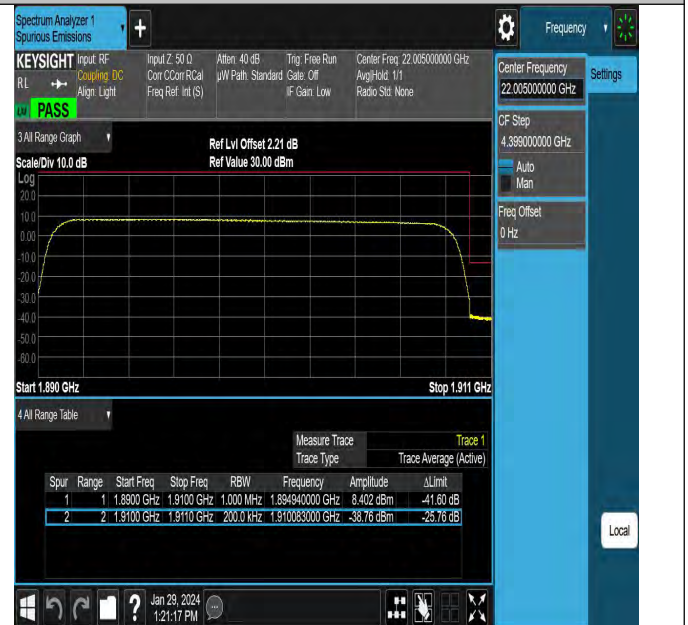 Spectrum Analyzer 1
Spurious Emissions
+
Frequency
KEYSIGHT Input: RF Input Z: 50 Ω Atten: 40 dB Trig: Free Run Center Freq: 22.005000000 GHz
RL Coupling: DC Corr CCorr RCal µW Path: Standard Gate: Off Avg|Hold: 1/1
Align: Light Freq Ref: Int (S) IF Gain: Low Radio Std: None
LXI PASS
Center Frequency
22.005000000 GHz
Settings
CF Step
4.399000000 GHz
Auto
Man
Freq Offset
0 Hz
3 All Range Graph
Ref Lvl Offset 2.21 dB
Scale/Div 10.0 dB Ref Value 30.00 dBm
Log
20.0
10.0
0.00
-10.0
-20.0
-30.0
-40.0
-50.0
-60.0
Start 1.890 GHz Stop 1.911 GHz
4 All Range Table
Measure Trace Trace 1
Trace Type Trace Average (Active)
Spur Range Start Freq Stop Freq RBW Frequency Amplitude ΔLimit
1 1 1.8900 GHz 1.9100 GHz 1.000 MHz 1.894940000 GHz 8.402 dBm -41.60 dB
2 2 1.9100 GHz 1.9110 GHz 200.0 kHz 1.910083000 GHz -38.76 dBm -25.76 dB
Local
? Jan 29, 2024
1:21:17 PM